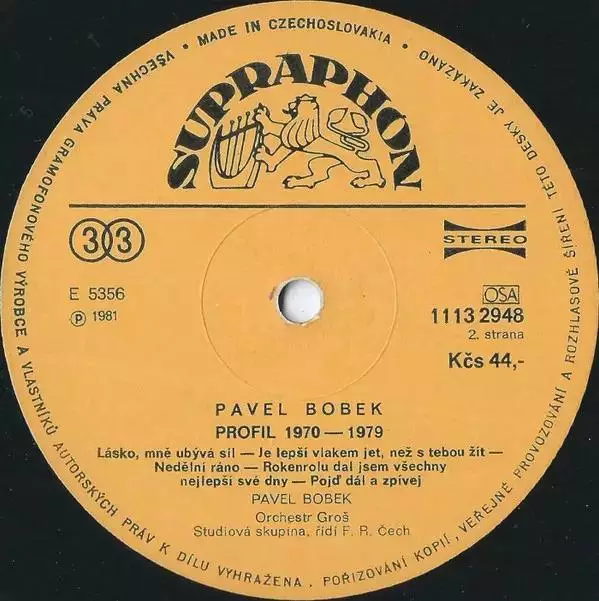 • MADE IN CZECHOSLOVAKIA •
VŠECHNA PRÁVA GRAMOFONOVÉHO VÝROBCE A VLASTNÍKŮ AUTORSKÝCH PRÁV K DÍLU VYHRAŽENA. POŘIZOVÁNÍ KOPIÍ, VEŘEJNÉ PROVOZOVÁNÍ A ROZHLASOVÉ ŠÍŘENÍ TÉTO DESKY JE ZAKÁZÁNO
SUPRAPHON
33
STEREO
E 5356
OSA
Ⓟ 1981
1113 2948
2. strana
Kčs 44,-
PAVEL BOBEK
PROFIL 1970 — 1979
Lásko, mně ubývá sil — Je lepší vlakem jet, než s tebou žít —
Nedělní ráno — Rokenrolu dal jsem všechny
nejlepší své dny — Pojď dál a zpívej
PAVEL BOBEK
Orchestr Groš
Studiová skupina, řídí F. R. Čech